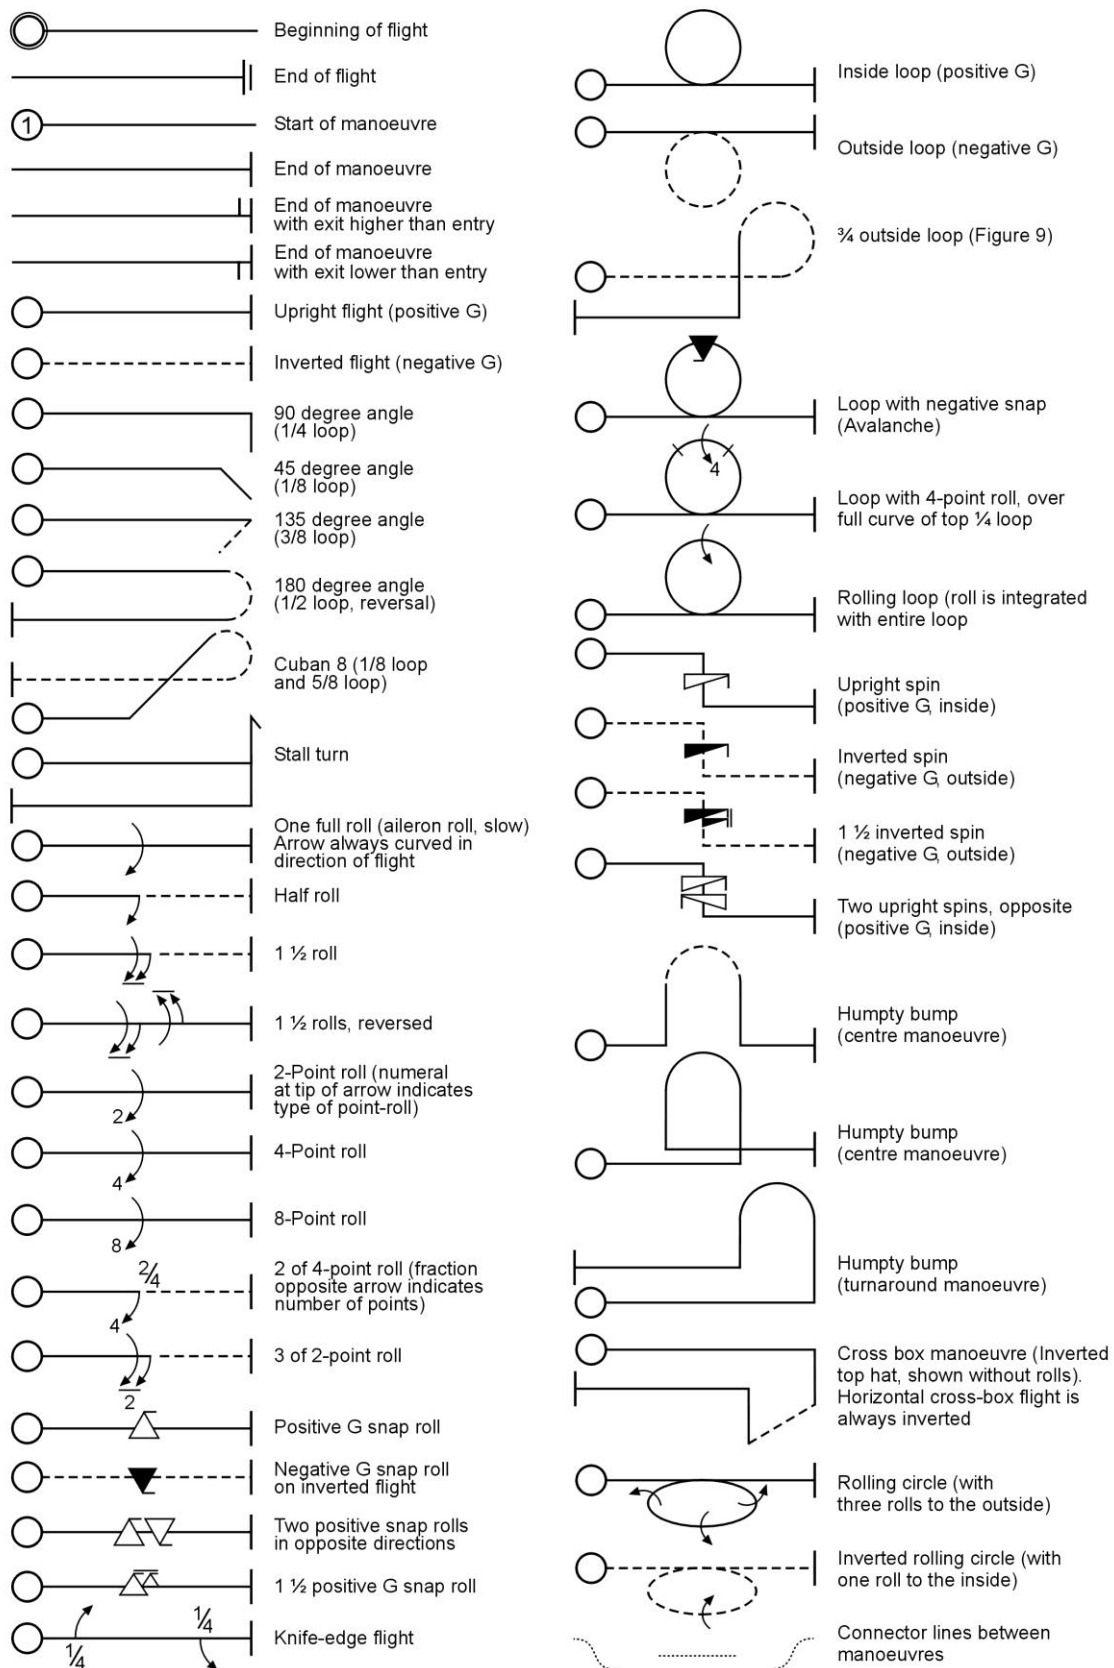 Beginning of flight
End of flight
1
Start of manoeuvre
End of manoeuvre
End of manoeuvre
with exit higher than entry
End of manoeuvre
with exit lower than entry
Upright flight (positive G)
Inverted flight (negative G)
90 degree angle
(1/4 loop)
45 degree angle
(1/8 loop)
135 degree angle
(3/8 loop)
180 degree angle
(1/2 loop, reversal)
Cuban 8 (1/8 loop
and 5/8 loop)
Stall turn
One full roll (aileron roll, slow)
Arrow always curved in
direction of flight
Half roll
1 ½ roll
1 ½ rolls, reversed
2-Point roll (numeral
at tip of arrow indicates
type of point-roll)
2
4-Point roll
4
8-Point roll
8
2/4
2 of 4-point roll (fraction
opposite arrow indicates
number of points)
4
3 of 2-point roll
2
Positive G snap roll
Negative G snap roll
on inverted flight
Two positive snap rolls
in opposite directions
1 ½ positive G snap roll
¼
¼
Knife-edge flight
Inside loop (positive G)
Outside loop (negative G)
¾ outside loop (Figure 9)
Loop with negative snap
(Avalanche)
4
Loop with 4-point roll, over
full curve of top ¼ loop
Rolling loop (roll is integrated
with entire loop
Upright spin
(positive G, inside)
Inverted spin
(negative G, outside)
1 ½ inverted spin
(negative G, outside)
Two upright spins, opposite
(positive G, inside)
Humpty bump
(centre manoeuvre)
Humpty bump
(centre manoeuvre)
Humpty bump
(turnaround manoeuvre)
Cross box manoeuvre (Inverted
top hat, shown without rolls).
Horizontal cross-box flight is
always inverted
Rolling circle (with
three rolls to the outside)
Inverted rolling circle (with
one roll to the inside)
Connector lines between
manoeuvres